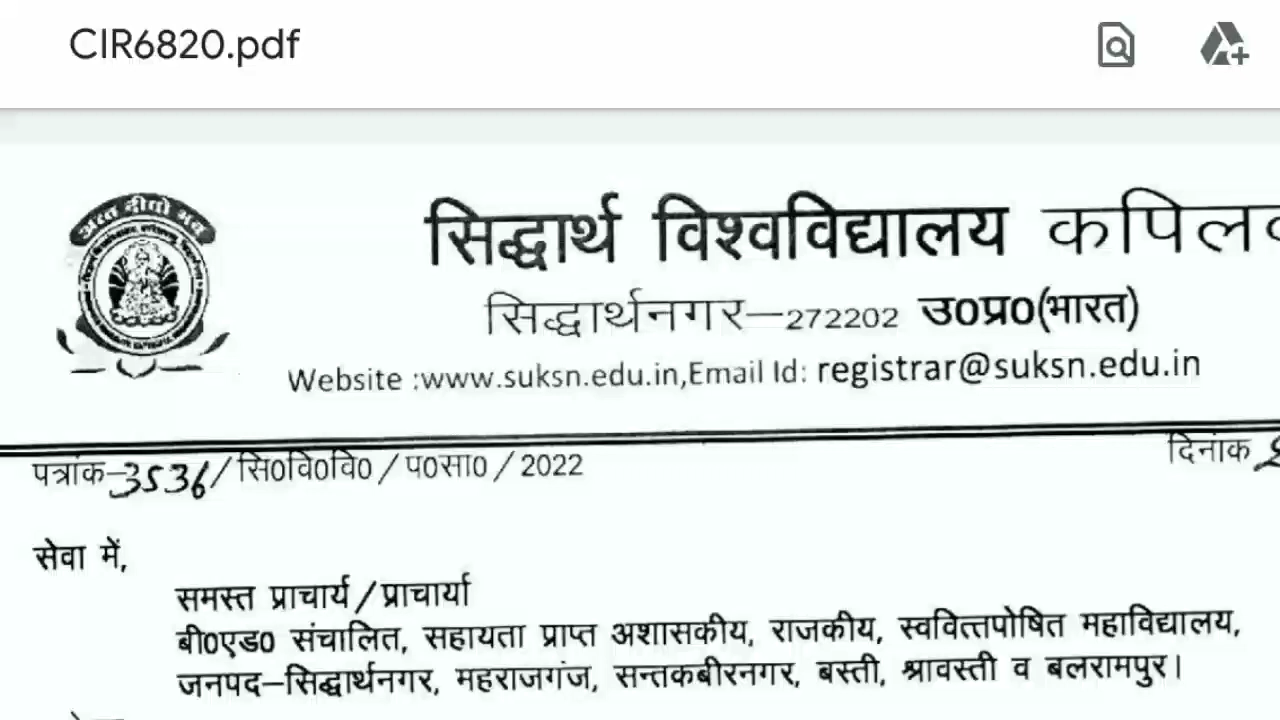 CIR6820.pdf
अप्प दीपो भव
सिद्धार्थ विश्वविद्यालय
सिद्धार्थनगर–272202 उ0प्र0(भारत)
Website :www.suksn.edu.in,Email Id: registrar@suksn.edu.in
पत्रांक–3536/सि0वि0वि0/प0सा0/2022
दिनांक
सेवा में,
समस्त प्राचार्य/प्राचार्या
बी0एड0 संचालित, सहायता प्राप्त अशासकीय, राजकीय, स्ववित्तपोषित महाविद्यालय,
जनपद–सिद्धार्थनगर, महराजगंज, सन्तकबीरनगर, बस्ती, श्रावस्ती व बलरामपुर।